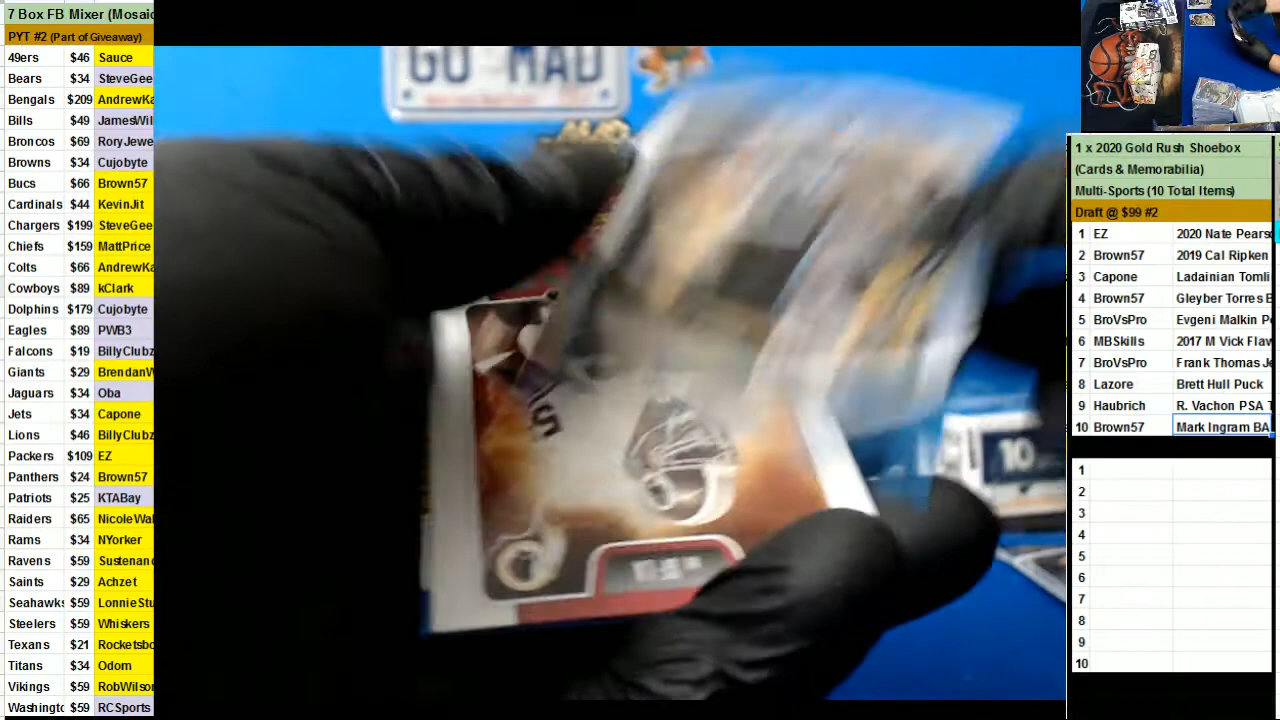 7 Box FB Mixer (Mosaic
PYT #2 (Part of Giveaway)
49ers $46 Sauce
Bears $34 SteveGee
Bengals $209 AndrewKa
Bills $49 JamesWil
Broncos $69 RoryJewe
Browns $34 Cujobyte
Bucs $66 Brown57
Cardinals $44 KevinJit
Chargers $199 SteveGee
Chiefs $159 MattPrice
Colts $66 AndrewKa
Cowboys $89 kClark
Dolphins $179 Cujobyte
Eagles $89 PWB3
Falcons $19 BillyClubz
Giants $29 BrendanW
Jaguars $34 Oba
Jets $34 Capone
Lions $46 BillyClubz
Packers $109 EZ
Panthers $24 Brown57
Patriots $25 KTABay
Raiders $65 NicoleWal
Rams $34 NYorker
Ravens $59 Sustenanc
Saints $29 Achzet
Seahawks $59 LonnieStu
Steelers $59 Whiskers
Texans $21 Rocketsbo
Titans $34 Odom
Vikings $59 RobWilson
Washingto $59 RCSports
GO MAD
10
1 x 2020 Gold Rush Shoebox
(Cards & Memorabilia)
Multi-Sports (10 Total Items)
Draft @ $99 #2
1 EZ 2020 Nate Pearso
2 Brown57 2019 Cal Ripken
3 Capone Ladainian Tomli
4 Brown57 Gleyber Torres B
5 BroVsPro Evgeni Malkin P
6 MBSkills 2017 M Vick Flaw
7 BroVsPro Frank Thomas Je
8 Lazore Brett Hull Puck
9 Haubrich R. Vachon PSA 1
10 Brown57 Mark Ingram BA
1
2
3
4
5
6
7
8
9
10